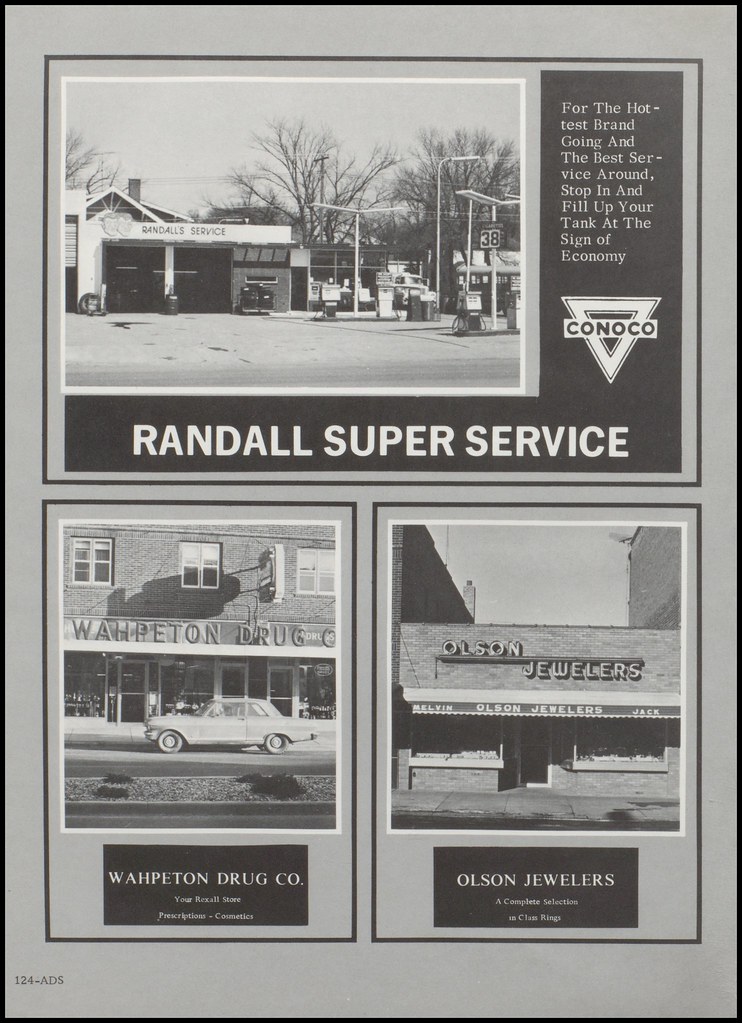 For The Hot-
test Brand
Going And
The Best Ser-
vice Around,
Stop In And
Fill Up Your
Tank At The
Sign of
Economy
CONOCO
RANDALL'S SERVICE
38
RANDALL SUPER SERVICE
WAHPETON DRUG C
DRUGS
WAHPETON DRUG CO.
Your Rexall Store
Prescriptions - Cosmetics
OLSON
JEWELERS
MELVIN OLSON JEWELERS JACK
OLSON JEWELERS
A Complete Selection
in Class Rings
124-ADS